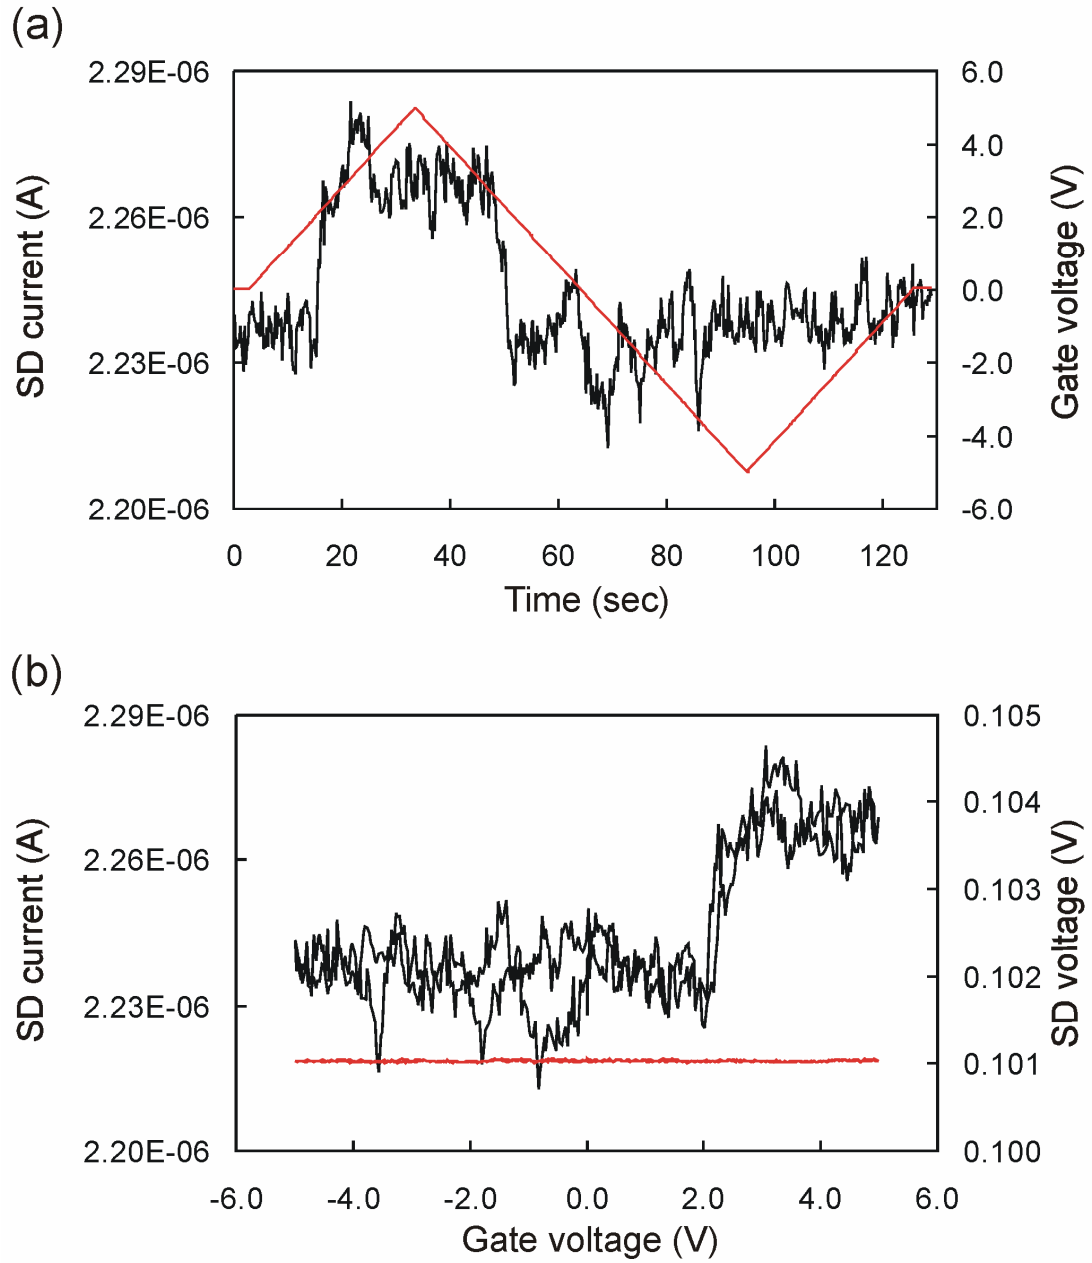 (a)
2.29E-06
2.26E-06
2.23E-06
2.20E-06
SD current (A)
6.0
4.0
2.0
0.0
-2.0
-4.0
-6.0
Gate voltage (V)
0 20 40 60 80 100 120
Time (sec)
(b)
2.29E-06
2.26E-06
2.23E-06
2.20E-06
SD current (A)
0.105
0.104
0.103
0.102
0.101
0.100
SD voltage (V)
-6.0 -4.0 -2.0 0.0 2.0 4.0 6.0
Gate voltage (V)